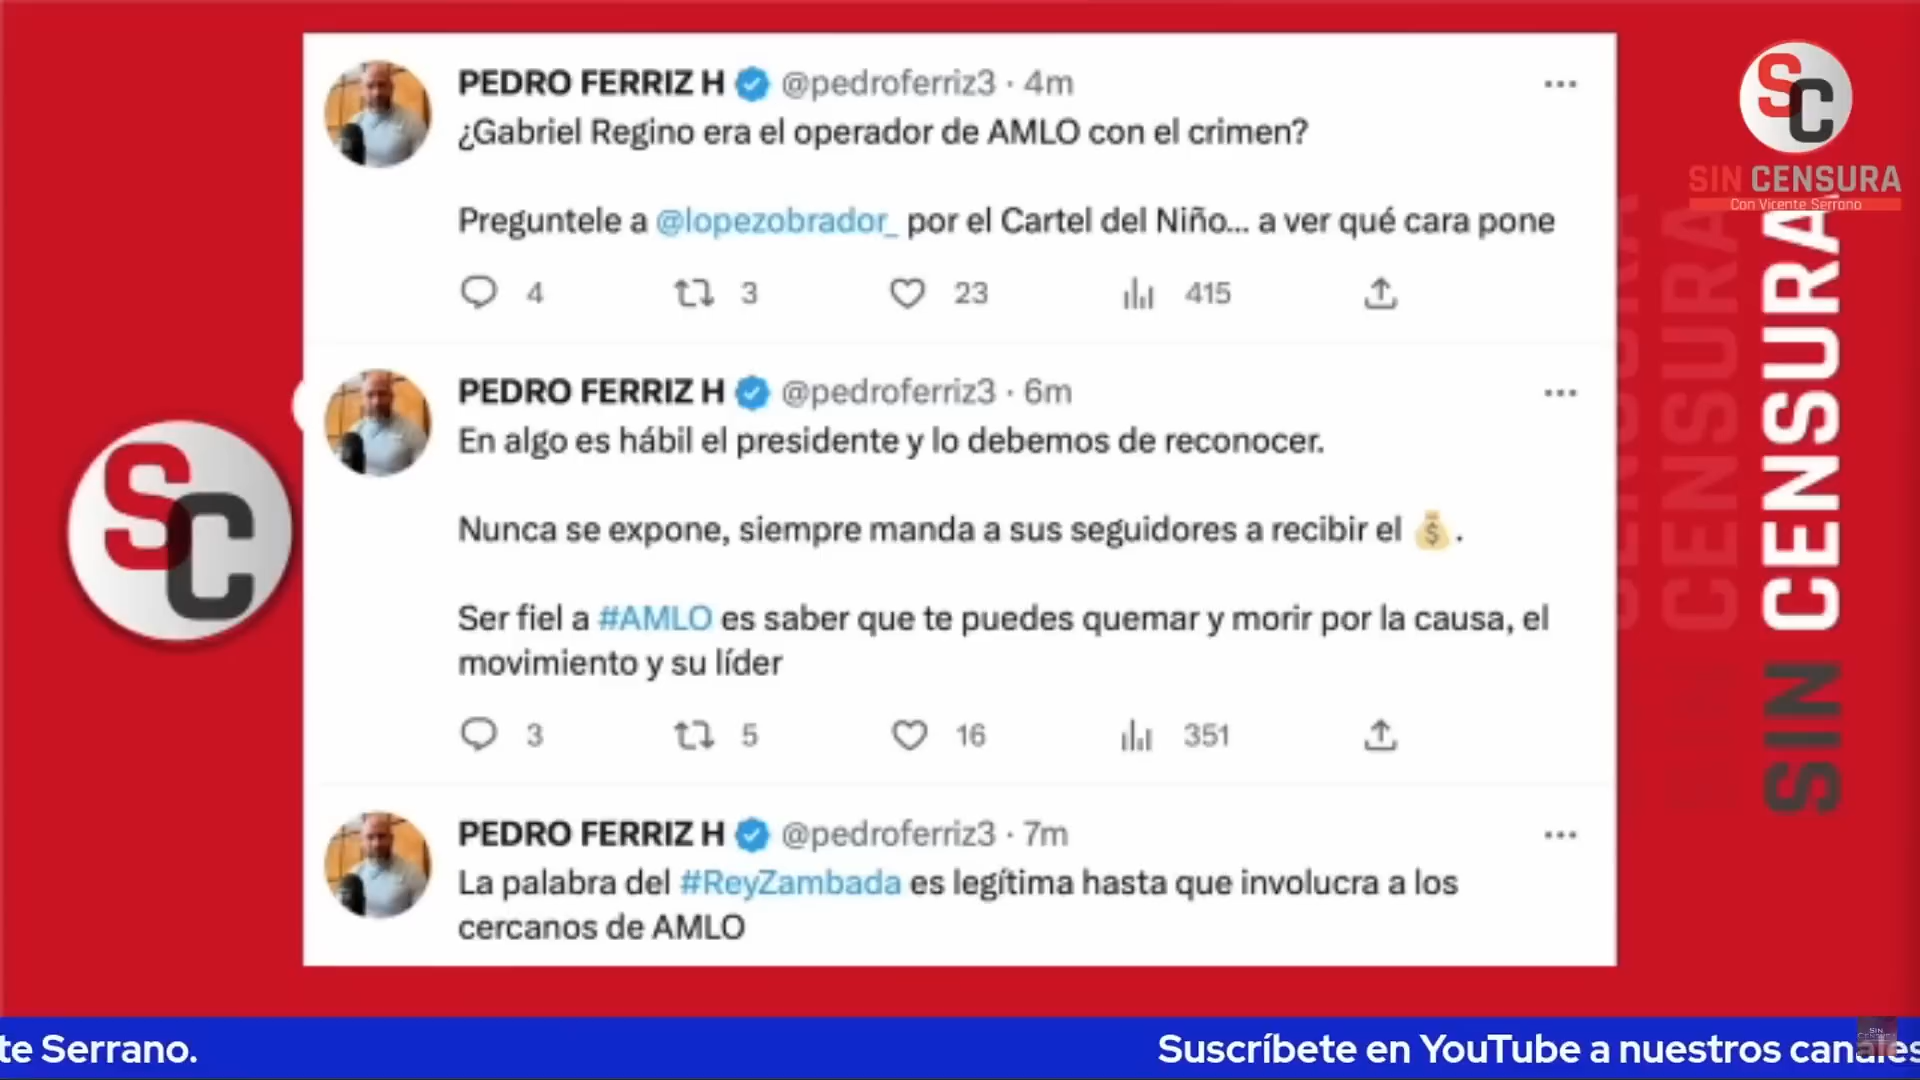 PEDRO FERRIZ H @pedroferriz3 · 4m
¿Gabriel Regino era el operador de AMLO con el crimen?
Preguntele a @lopezobrador_ por el Cartel del Niño... a ver qué cara pone
4 3 23 415
PEDRO FERRIZ H @pedroferriz3 · 6m
En algo es hábil el presidente y lo debemos de reconocer.
Nunca se expone, siempre manda a sus seguidores a recibir el 💰.
Ser fiel a #AMLO es saber que te puedes quemar y morir por la causa, el
movimiento y su líder
3 5 16 351
PEDRO FERRIZ H @pedroferriz3 · 7m
La palabra del #ReyZambada es legítima hasta que involucra a los
cercanos de AMLO
SC
SC
SIN CENSURA
Con Vicente Serrano
SIN CENSURA
te Serrano.
Suscríbete en YouTube a nuestros canales